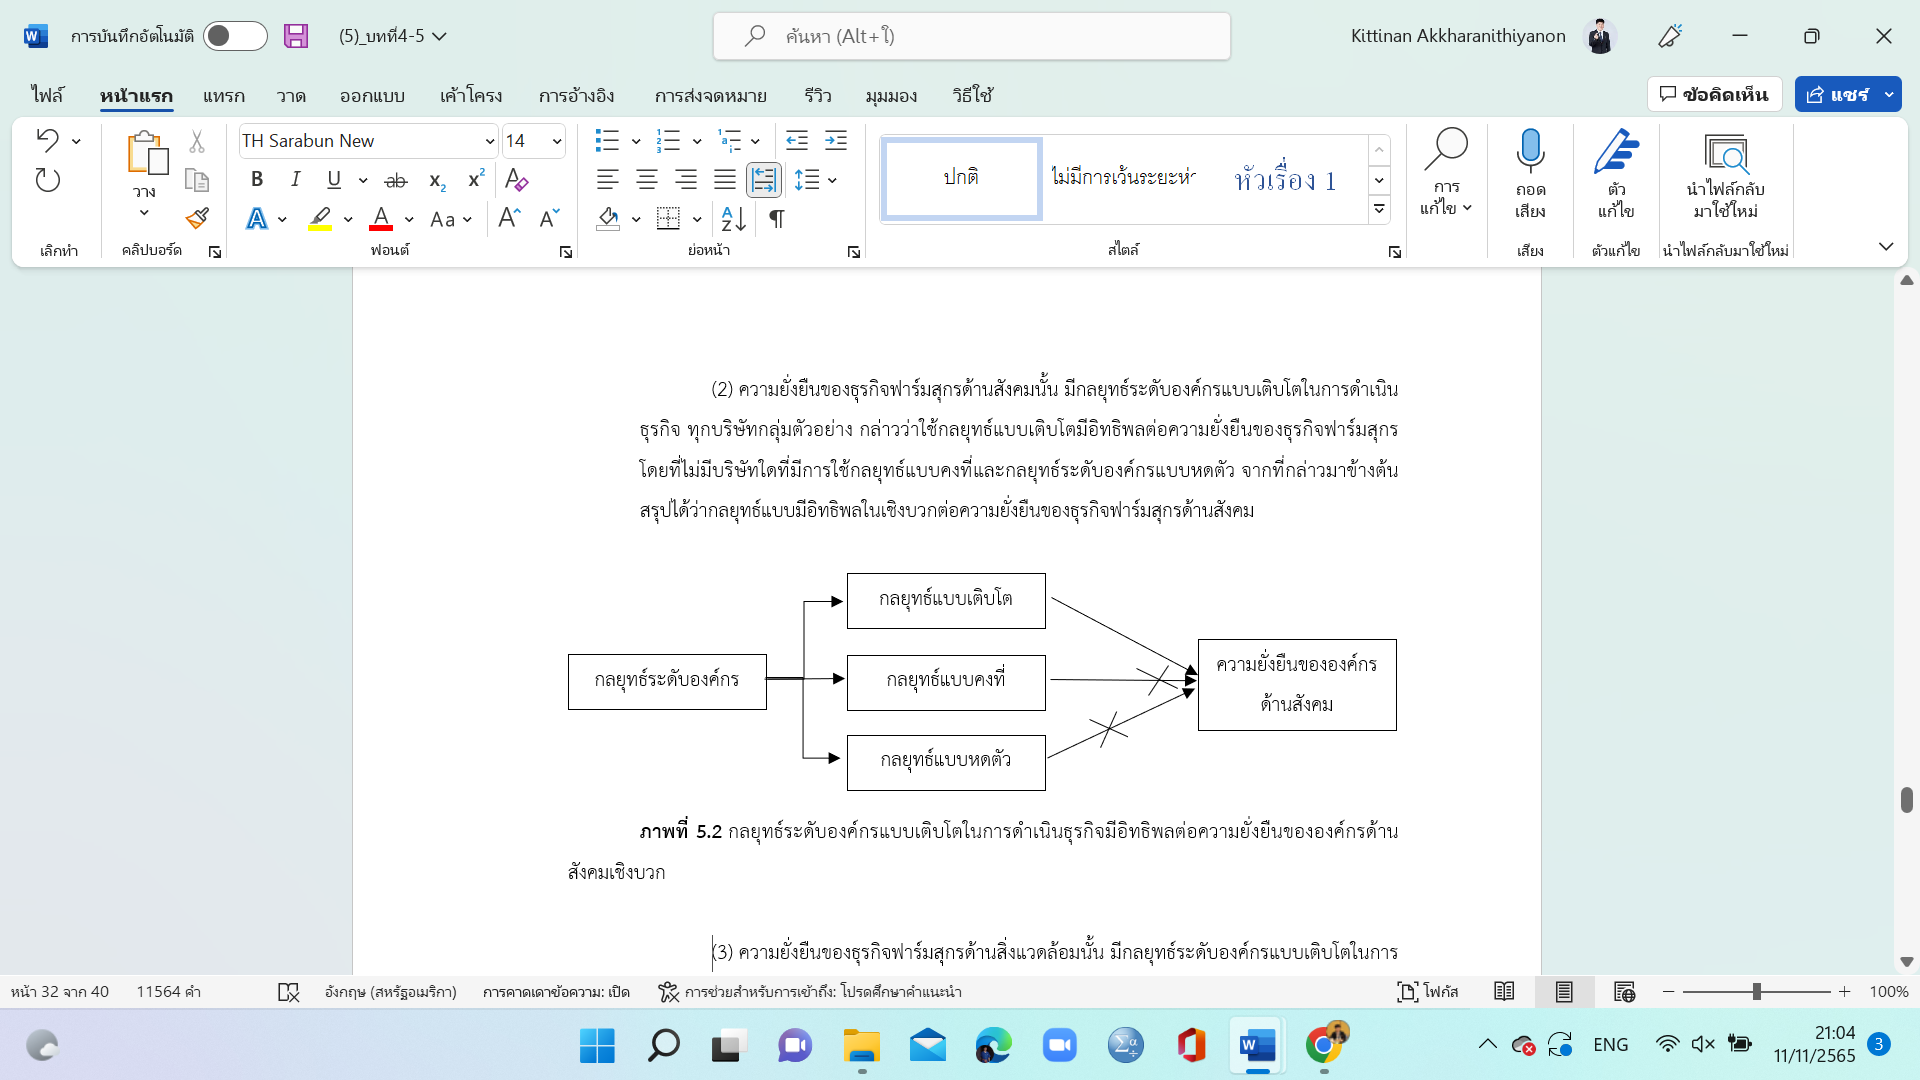 การบันทึกอัตโนมัติ
(5)_บทที่4-5
ค้นหา (Alt+ใ)
Kittinan Akkharanithiyanon
ไฟล์ หน้าแรก แทรก วาด ออกแบบ เค้าโครง การอ้างอิง การส่งจดหมาย รีวิว มุมมอง วิธีใช้
ข้อคิดเห็น
แชร์
วาง
TH Sarabun New
14
ปกติ
ไม่มีการเว้นระยะห่า
หัวเรื่อง 1
การ
แก้ไข
ถอด
เสียง
ตัว
แก้ไข
นำไฟล์กลับ
มาใช้ใหม่
เลิกทำ คลิปบอร์ด ฟอนต์ ย่อหน้า สไตล์ เสียง ตัวแก้ไข นำไฟล์กลับมาใช้ใหม่
(2) ความยั่งยืนของธุรกิจฟาร์มสุกรด้านสังคมนั้น มีกลยุทธ์ระดับองค์กรแบบเติบโตในการดำเนิน
ธุรกิจ ทุกบริษัทกลุ่มตัวอย่าง กล่าวว่าใช้กลยุทธ์แบบเติบโตมีอิทธิพลต่อความยั่งยืนของธุรกิจฟาร์มสุกร
โดยที่ไม่มีบริษัทใดที่มีการใช้กลยุทธ์แบบคงที่และกลยุทธ์ระดับองค์กรแบบหดตัว จากที่กล่าวมาข้างต้น
สรุปได้ว่ากลยุทธ์แบบมีอิทธิพลในเชิงบวกต่อความยั่งยืนของธุรกิจฟาร์มสุกรด้านสังคม
กลยุทธ์แบบเติบโต
กลยุทธ์ระดับองค์กร
กลยุทธ์แบบคงที่
ความยั่งยืนขององค์กร
ด้านสังคม
กลยุทธ์แบบหดตัว
ภาพที่ 5.2 กลยุทธ์ระดับองค์กรแบบเติบโตในการดำเนินธุรกิจมีอิทธิพลต่อความยั่งยืนขององค์กรด้าน
สังคมเชิงบวก
(3) ความยั่งยืนของธุรกิจฟาร์มสุกรด้านสิ่งแวดล้อมนั้น มีกลยุทธ์ระดับองค์กรแบบเติบโตในการ
หน้า 32 จาก 40 11564 คำ อังกฤษ (สหรัฐอเมริกา) การคาดเดาข้อความ: เปิด การช่วยสำหรับการเข้าถึง: โปรดศึกษาคำแนะนำ โฟกัส 100%
ENG
21:04
11/11/2565
3